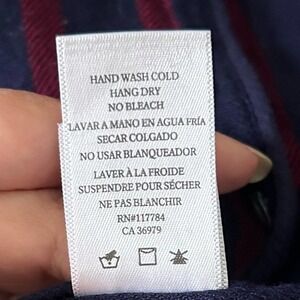 HAND WASH COLD
HANG DRY
NO BLEACH
LAVAR A MANO EN AGUA FRÍA
SECAR COLGADO
NO USAR BLANQUEADOR
LAVER À LA FROIDE
SUSPENDRE POUR SÉCHER
NE PAS BLANCHIR
RN#117784
CA 36979